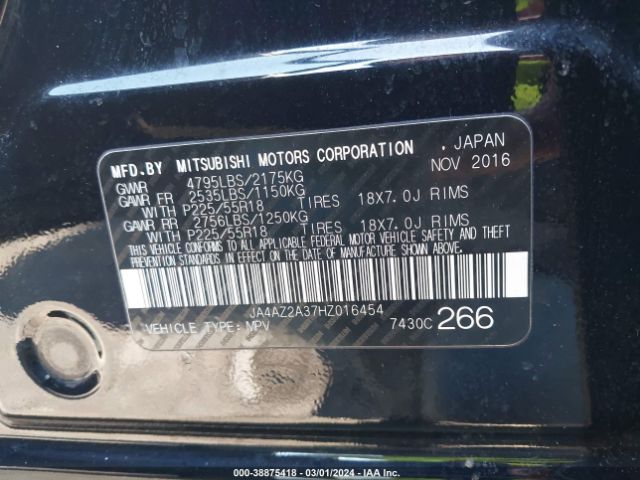 MFD.BY MITSUBISHI MOTORS CORPORATION , JAPAN
GVWR 4795LBS/2175KG NOV 2016
GAWR FR 2535LBS/1150KG
WITH P225/55R18 TIRES 18X7.0J RIMS
GAWR RR 2756LBS/1250KG
WITH P225/55R18 TIRES 18X7.0J RIMS
THIS VEHICLE CONFORMS TO ALL APPLICABLE FEDERAL MOTOR VEHICLE SAFETY AND THEFT
PREVENTION STANDARDS IN EFFECT ON THE DATE OF MANUFACTURE SHOWN ABOVE.
JA4AZ2A37HZ016454
VEHICLE TYPE: MPV 7430C 266
000-38875418 - 03/01/2024 - IAA Inc.